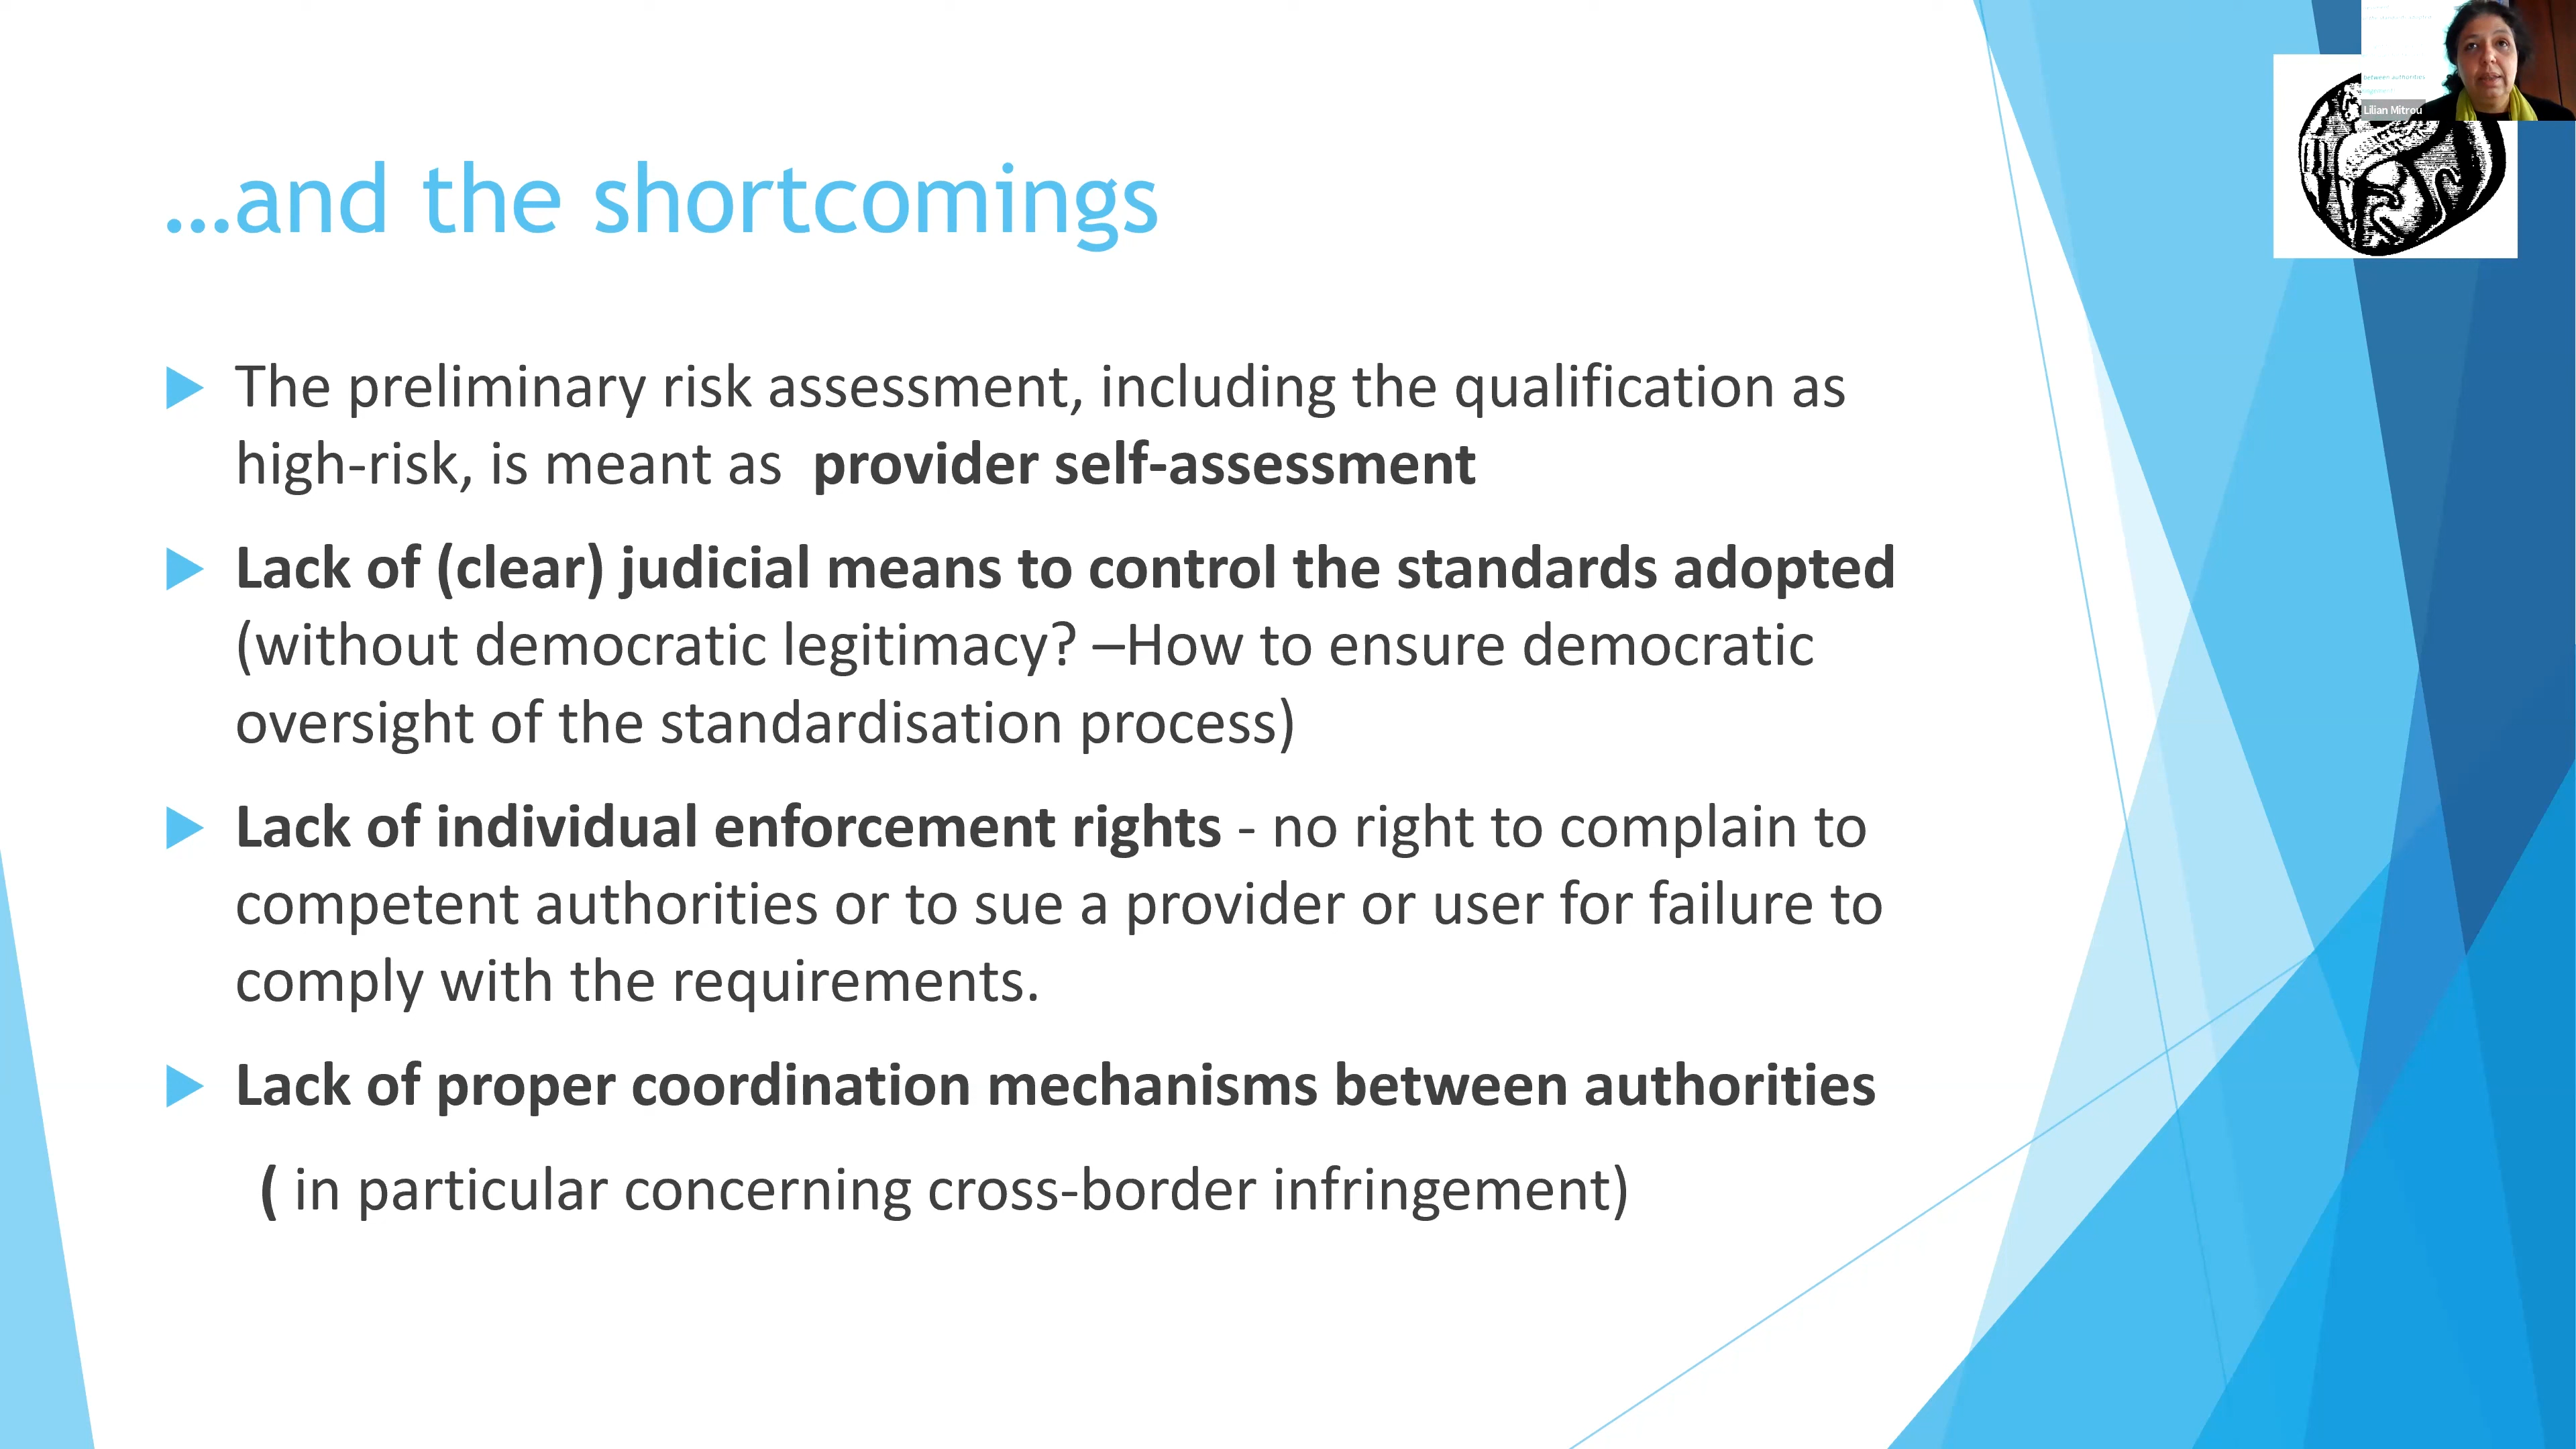 ...and the shortcomings
The preliminary risk assessment, including the qualification as
high-risk, is meant as provider self-assessment
Lack of (clear) judicial means to control the standards adopted
(without democratic legitimacy? –How to ensure democratic
oversight of the standardisation process)
Lack of individual enforcement rights - no right to complain to
competent authorities or to sue a provider or user for failure to
comply with the requirements.
Lack of proper coordination mechanisms between authorities
( in particular concerning cross-border infringement)
between authorities
Lilian Mitrou